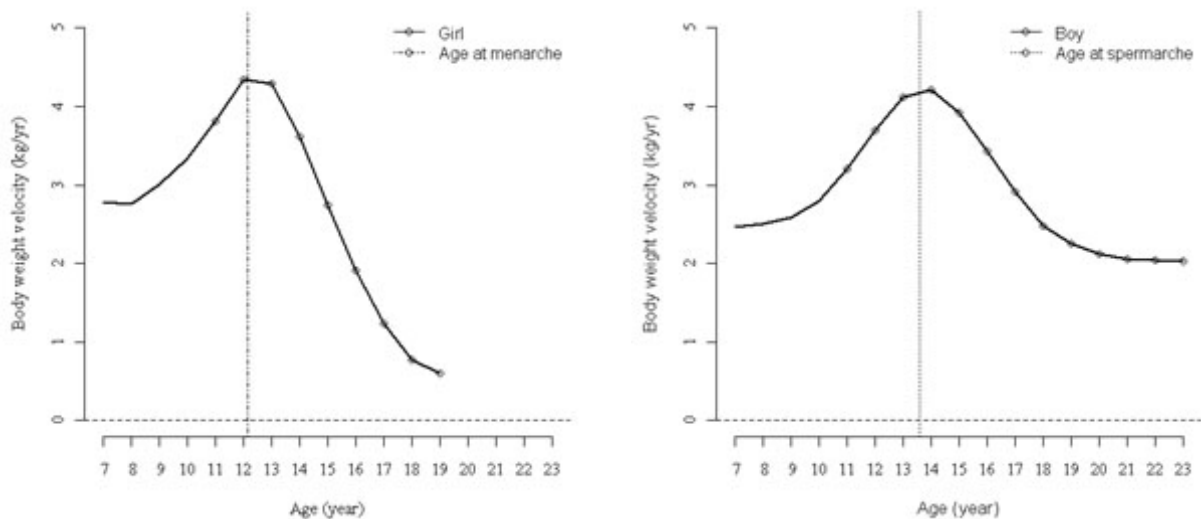 Girl
Age at menarche
Body weight velocity (kg/yr)
5
4
3
2
1
0
7 8 9 10 11 12 13 14 15 16 17 18 19 20 21 22 23
Age (year)
Boy
Age at spermarche
Body weight velocity (kg/yr)
5
4
3
2
1
0
7 8 9 10 11 12 13 14 15 16 17 18 19 20 21 22 23
Age (year)